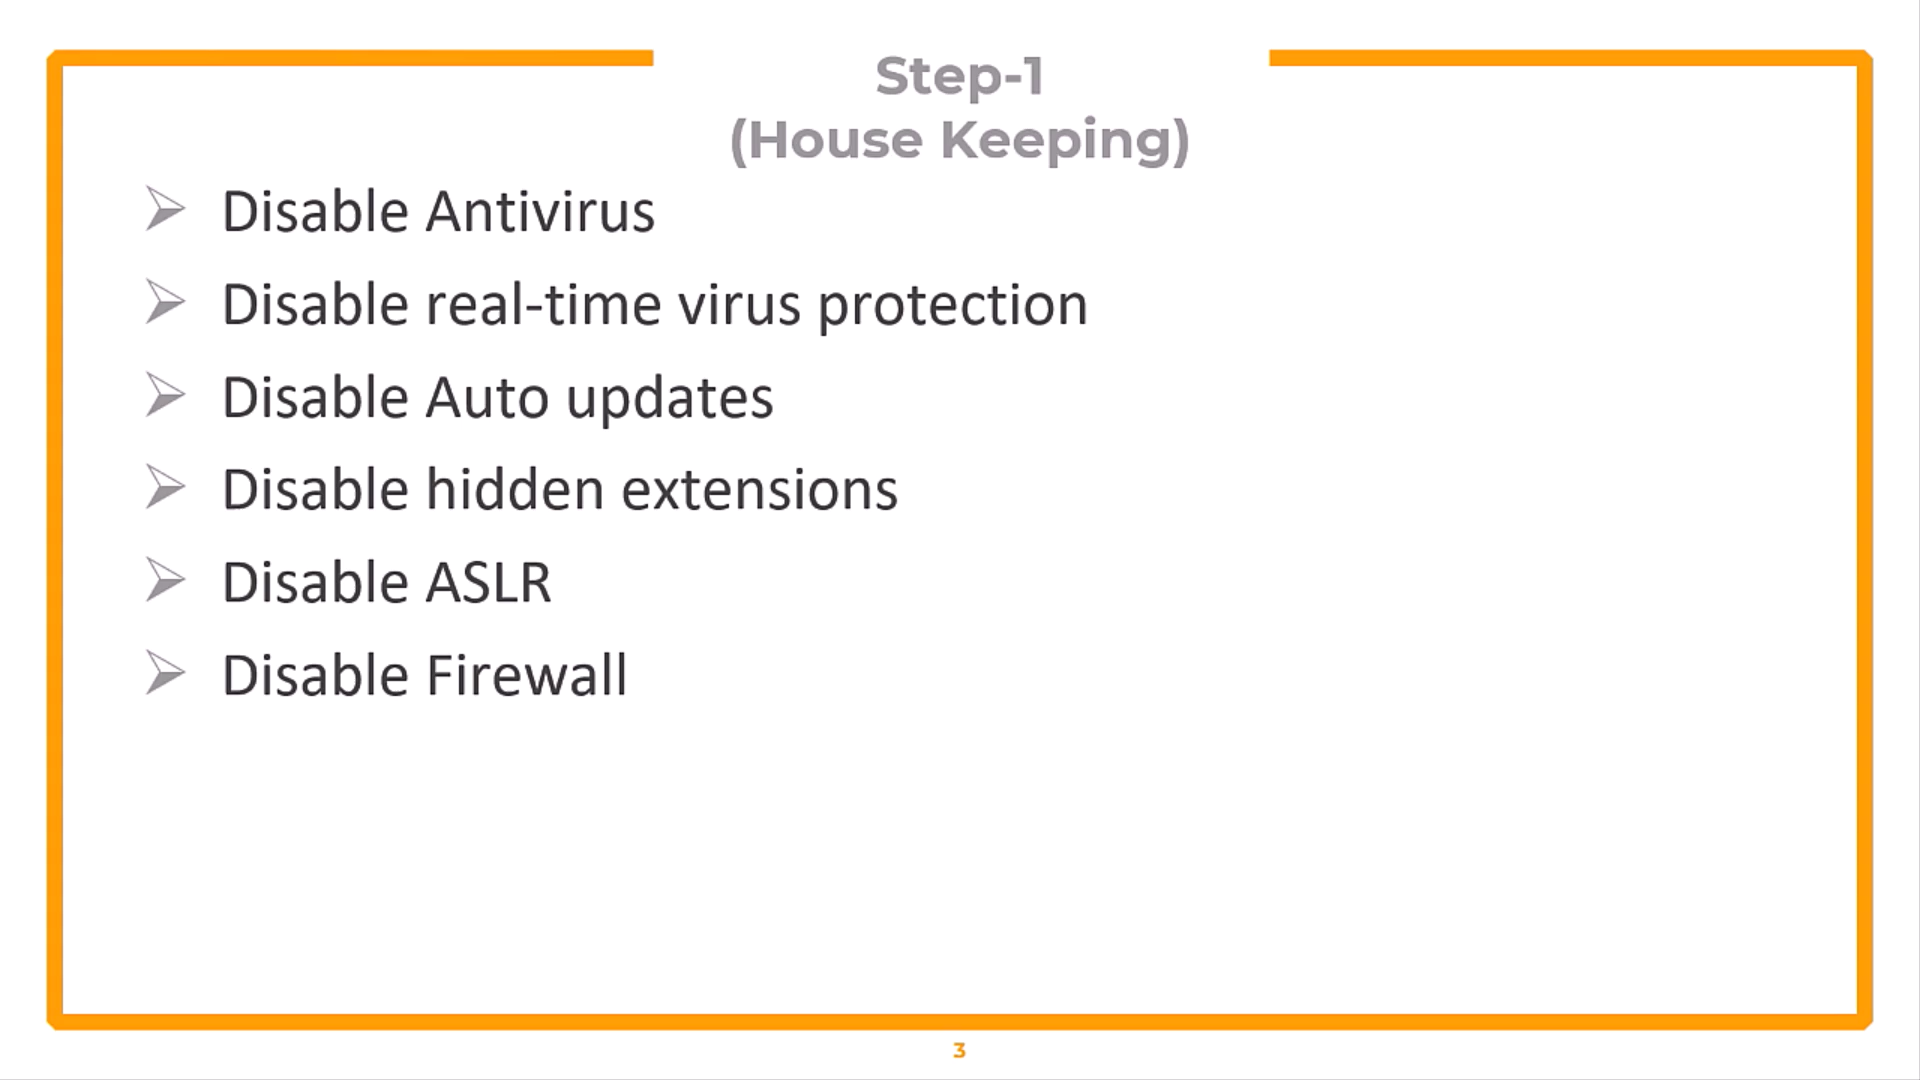 Step-1
(House Keeping)
Disable Antivirus
Disable real-time virus protection
Disable Auto updates
Disable hidden extensions
Disable ASLR
Disable Firewall
3